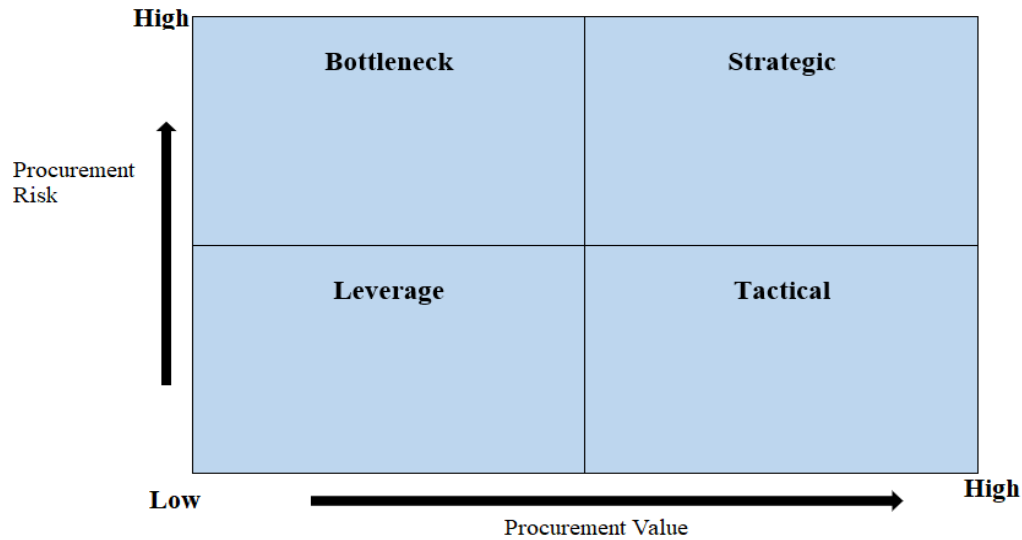 High
Bottleneck
Strategic
Procurement
Risk
Leverage
Tactical
Low
High
Procurement Value